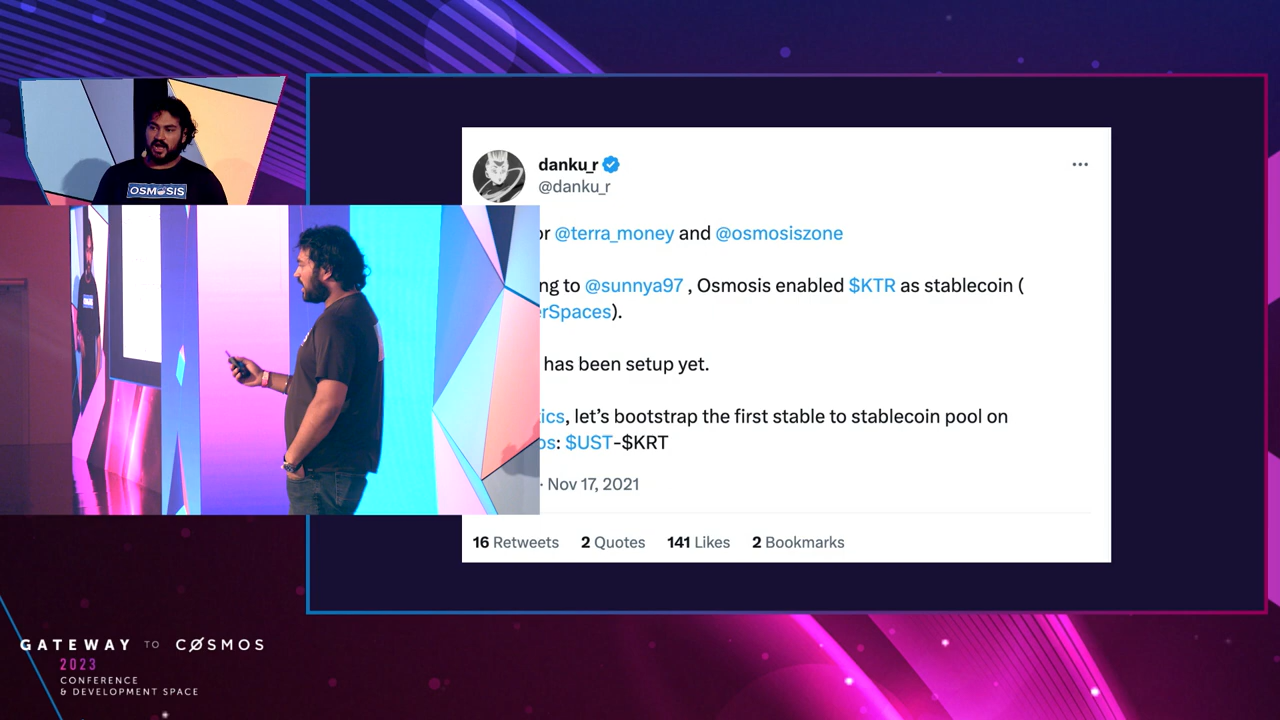 OSMOSIS
danku_r
@danku_r
or @terra_money and @osmosiszone
ng to @sunnya97 , Osmosis enabled $KTR as stablecoin (
erSpaces).
has been setup yet.
ics, let’s bootstrap the first stable to stablecoin pool on
os: $UST-$KRT
· Nov 17, 2021
16 Retweets 2 Quotes 141 Likes 2 Bookmarks
GATEWAY TO COSMOS
2023
CONFERENCE
& DEVELOPMENT SPACE